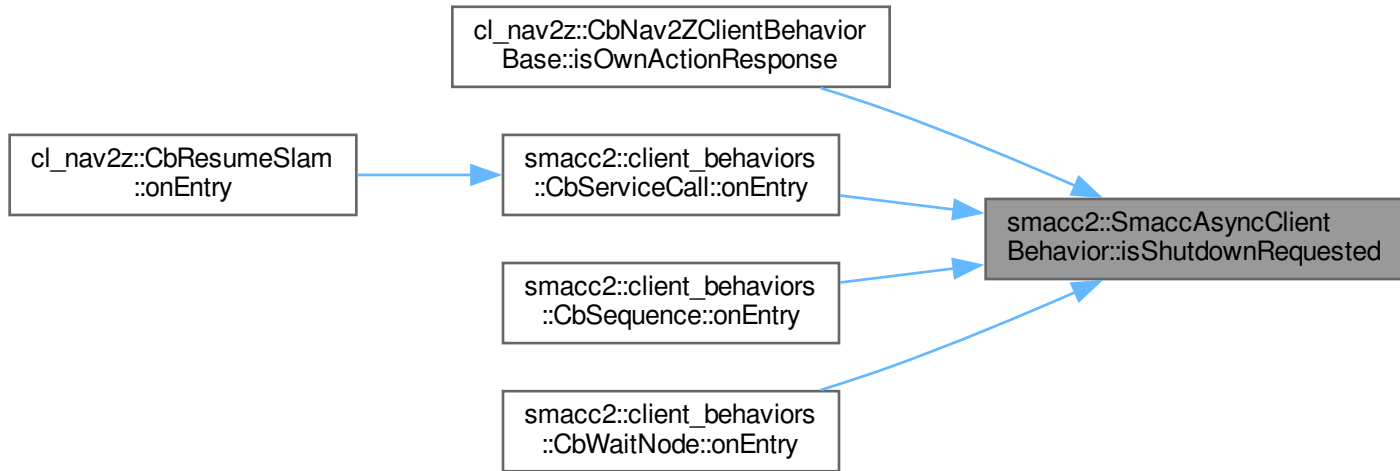 cl_nav2z::CbNav2ZClientBehavior
Base::isOwnActionResponse
cl_nav2z::CbResumeSlam
::onEntry
smacc2::client_behaviors
::CbServiceCall::onEntry
smacc2::SmaccAsyncClient
Behavior::isShutdownRequested
smacc2::client_behaviors
::CbSequence::onEntry
smacc2::client_behaviors
::CbWaitNode::onEntry